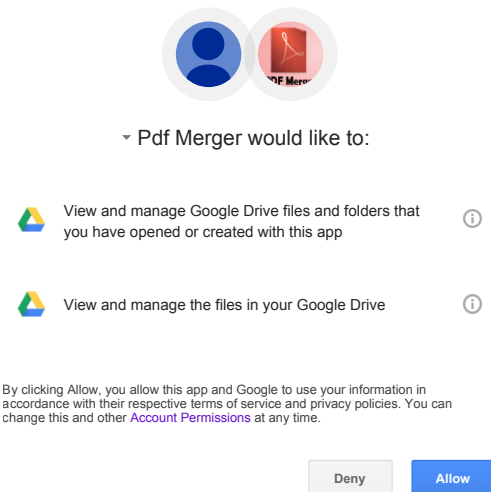 PDF Merge
Pdf Merger would like to:
View and manage Google Drive files and folders that
you have opened or created with this app
View and manage the files in your Google Drive
By clicking Allow, you allow this app and Google to use your information in
accordance with their respective terms of service and privacy policies. You can
change this and other Account Permissions at any time.
Deny Allow